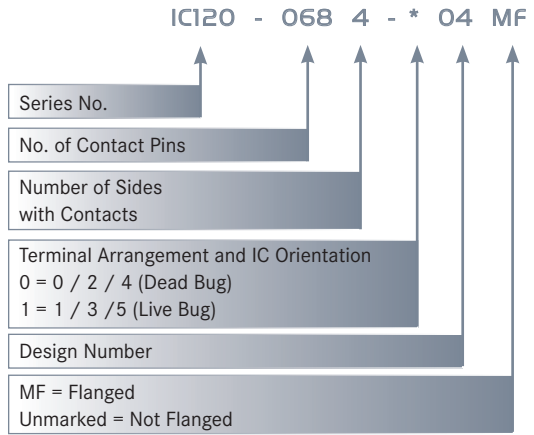 IC120 - 068 4 - * 04 MF
Series No.
No. of Contact Pins
Number of Sides
with Contacts
Terminal Arrangement and IC Orientation
0 = 0 / 2 / 4 (Dead Bug)
1 = 1 / 3 /5 (Live Bug)
Design Number
MF = Flanged
Unmarked = Not Flanged